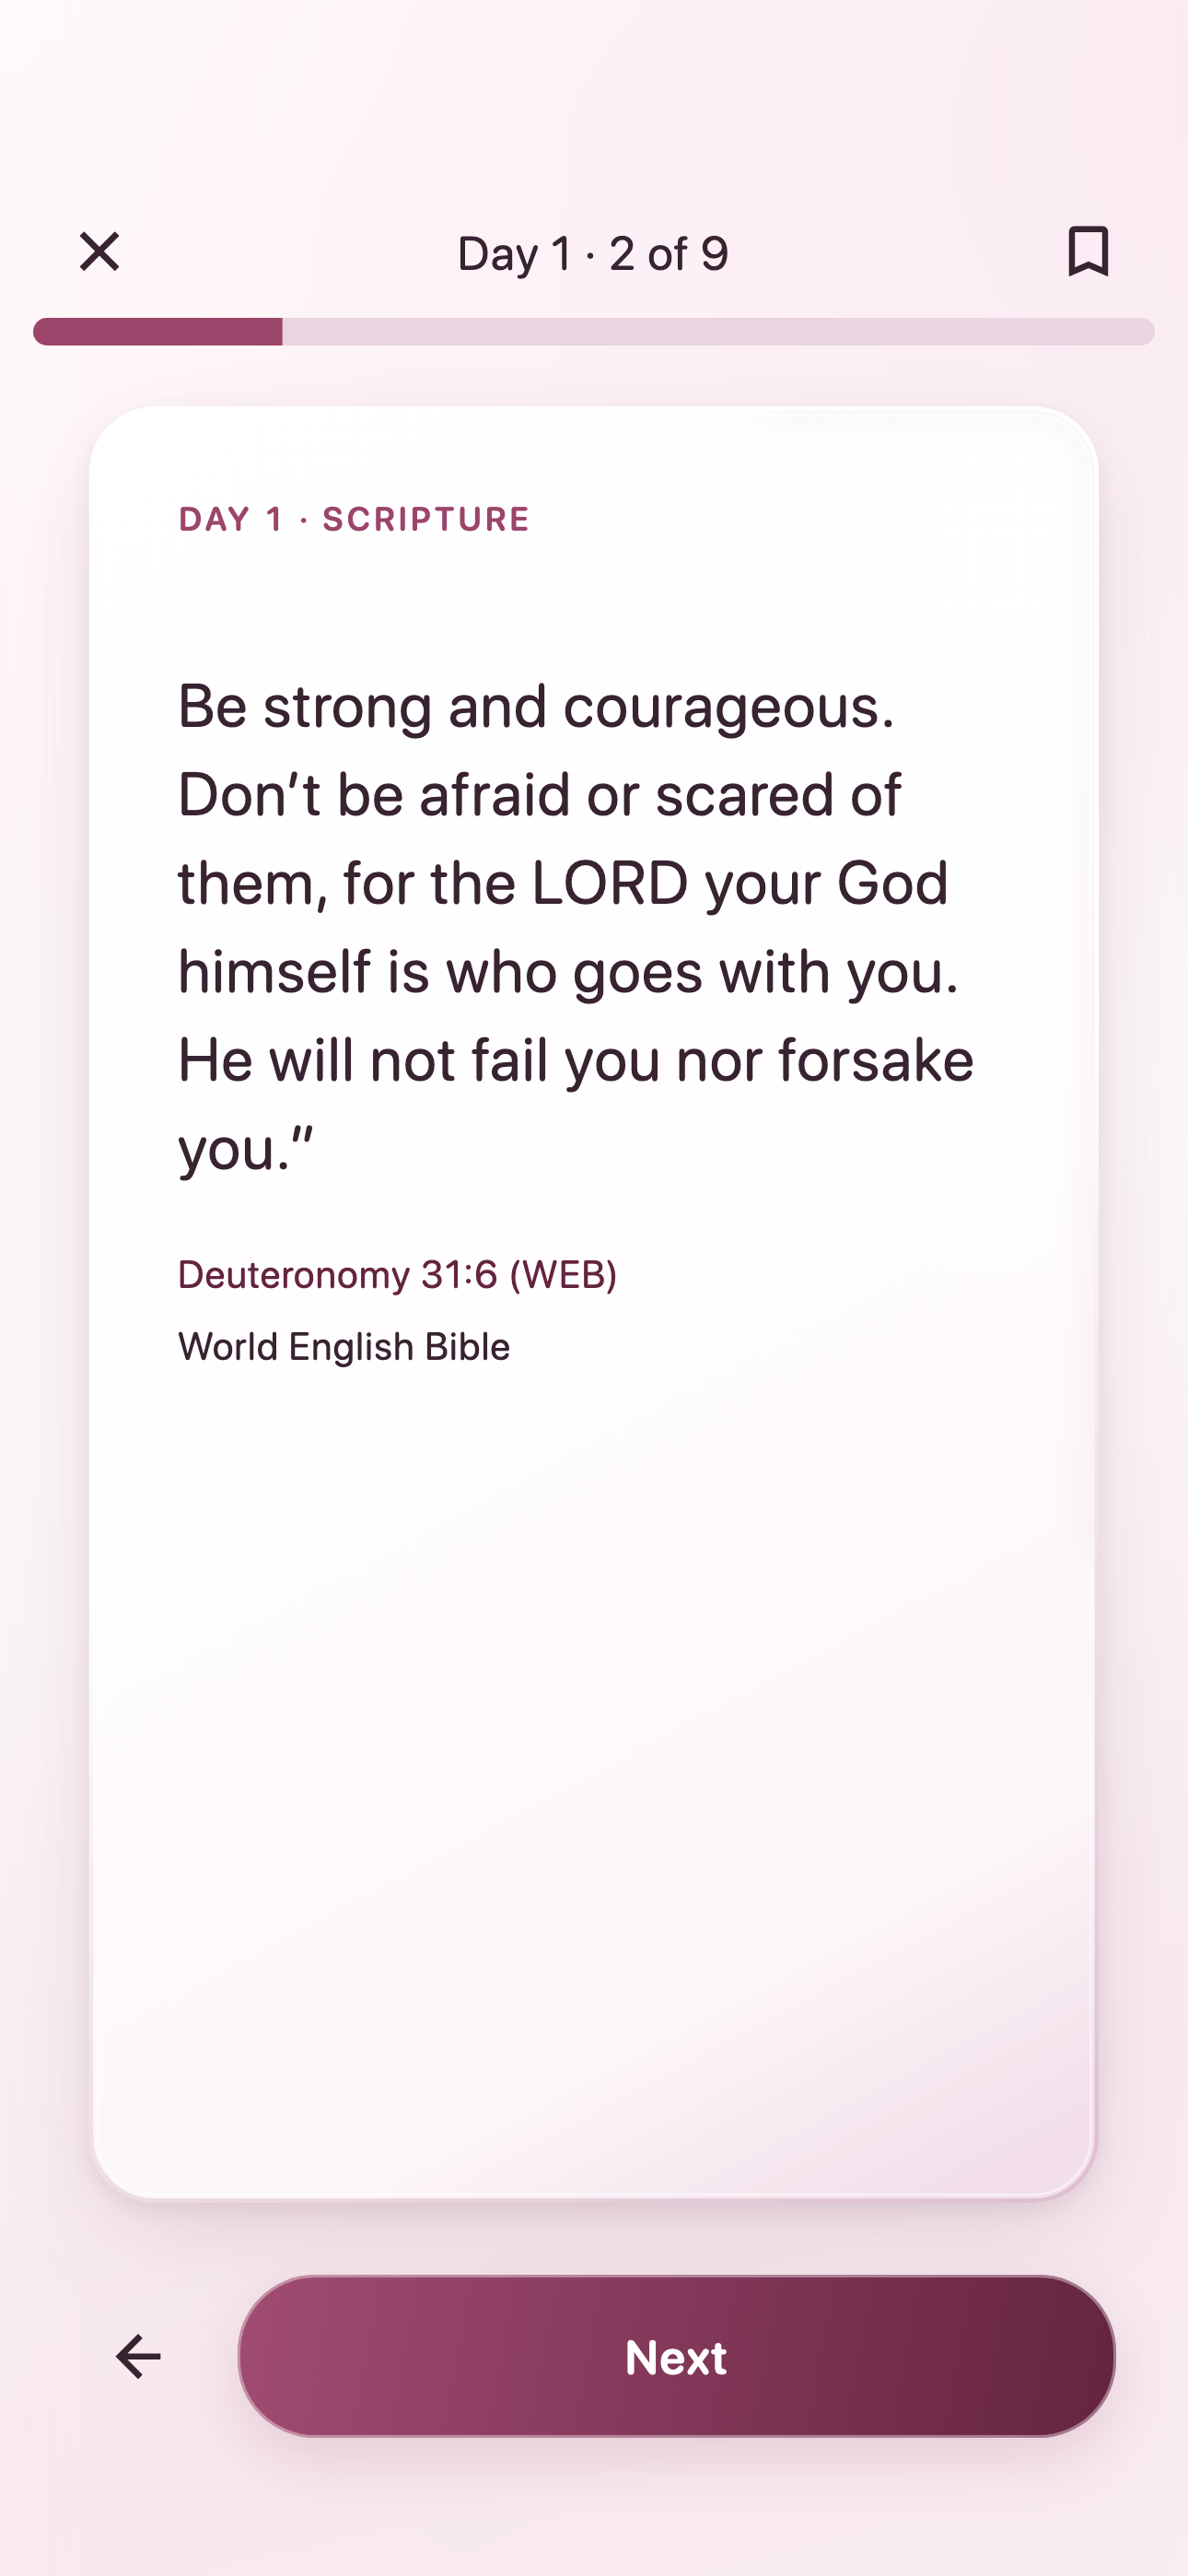 Day 1 · 2 of 9
DAY 1 · SCRIPTURE
Be strong and courageous.
Don’t be afraid or scared of
them, for the LORD your God
himself is who goes with you.
He will not fail you nor forsake
you.”
Deuteronomy 31:6 (WEB)
World English Bible
Next